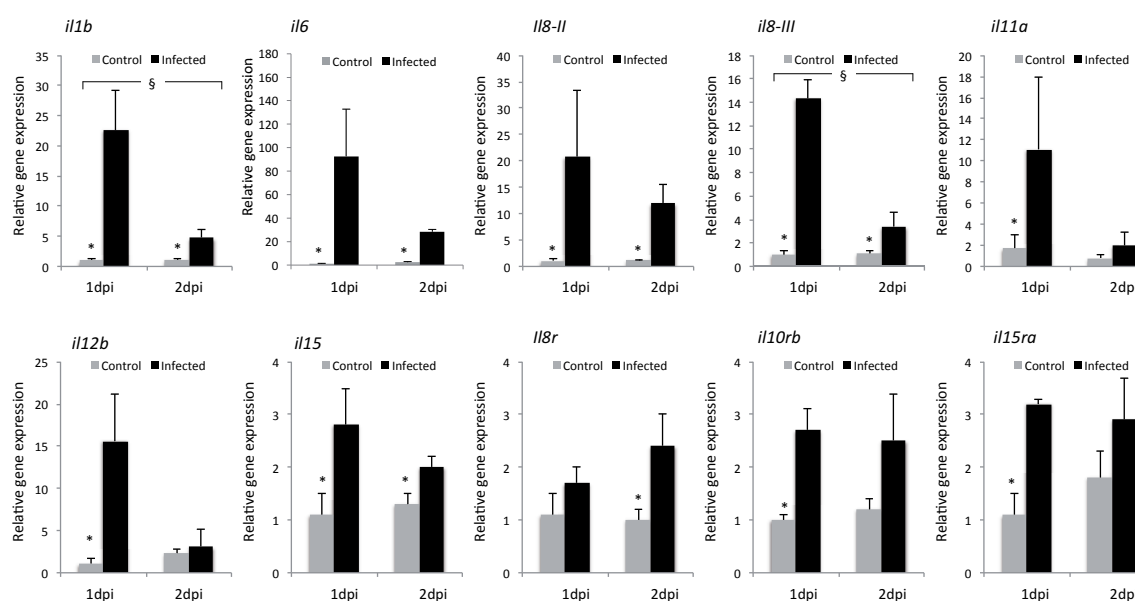 il1b
Relative gene expression
Control Infected
35
30
25
20
15
10
5
0
§
* *
1dpi 2dpi
il6
Relative gene expression
Control Infected
180
160
140
120
100
80
60
40
20
0
* *
1dpi 2dpi
Il8-II
Relative gene expression
Control Infected
40
35
30
25
20
15
10
5
0
* *
1dpi 2dpi
il8-III
Relative gene expression
Control Infected
18
16
14
12
10
8
6
4
2
0
§
* *
1dpi 2dpi
il11a
Relative gene expression
Control Infected
20
18
16
14
12
10
8
6
4
2
0
*
1dpi 2dpi
il12b
Relative gene expression
Control Infected
25
20
15
10
5
0
*
1dpi 2dpi
il15
Relative gene expression
Control Infected
4
3
2
1
0
* *
1dpi 2dpi
Il8r
Relative gene expression
Control Infected
4
3
2
1
0
*
1dpi 2dpi
il10rb
Relative gene expression
Control Infected
4
3
2
1
0
*
1dpi 2dpi
il15ra
Relative gene expression
Control Infected
4
3
2
1
0
*
1dpi 2dpi